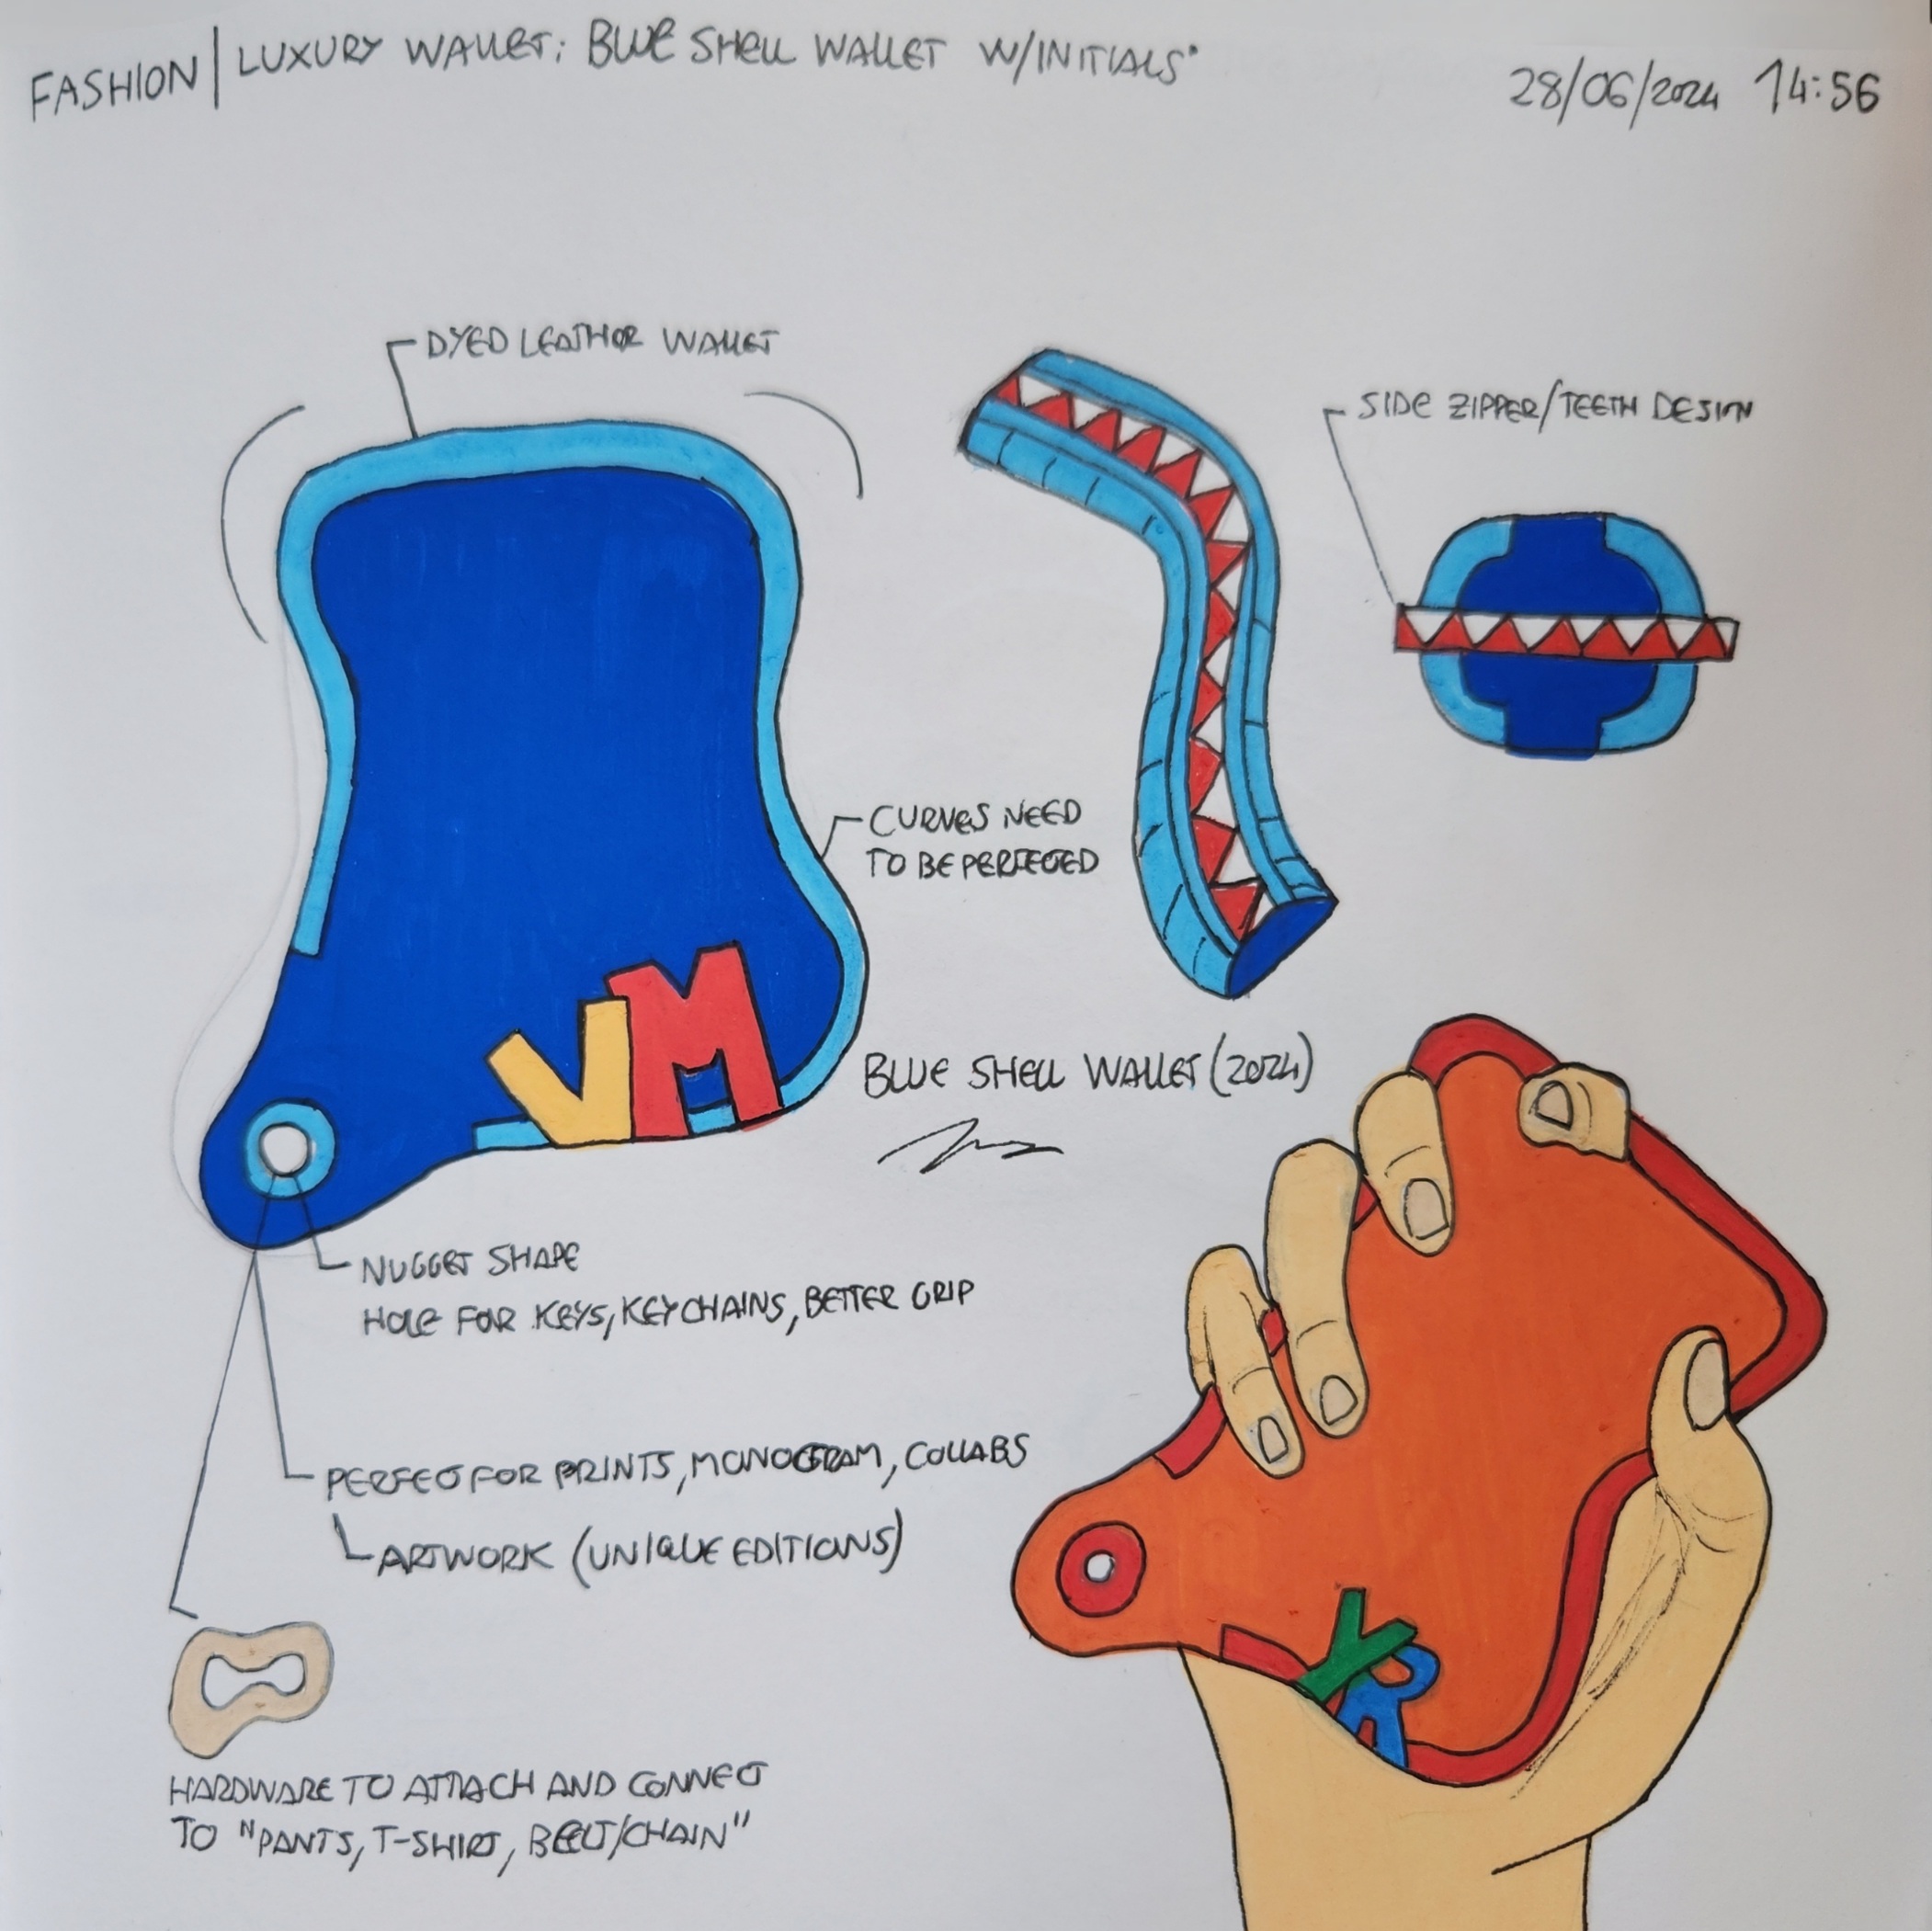 FASHION | LUXURY WALLET: BLUE SHELL WALLET W/INITIALS"
28/06/2024 14:56
DYED LEATHER WALLET
SIDE ZIPPER/TEETH DESIGN
CURVES NEED
TO BE PERFECTED
VM
BLUE SHELL WALLET (2024)
NUGGET SHAPE
HOLE FOR KEYS, KEYCHAINS, BETTER GRIP
PERFECT FOR PRINTS, MONOGRAM, COLLABS
ARTWORK (UNIQUE EDITIONS)
YR
HARDWARE TO ATTACH AND CONNECT
TO "PANTS, T-SHIRT, BELT/CHAIN"